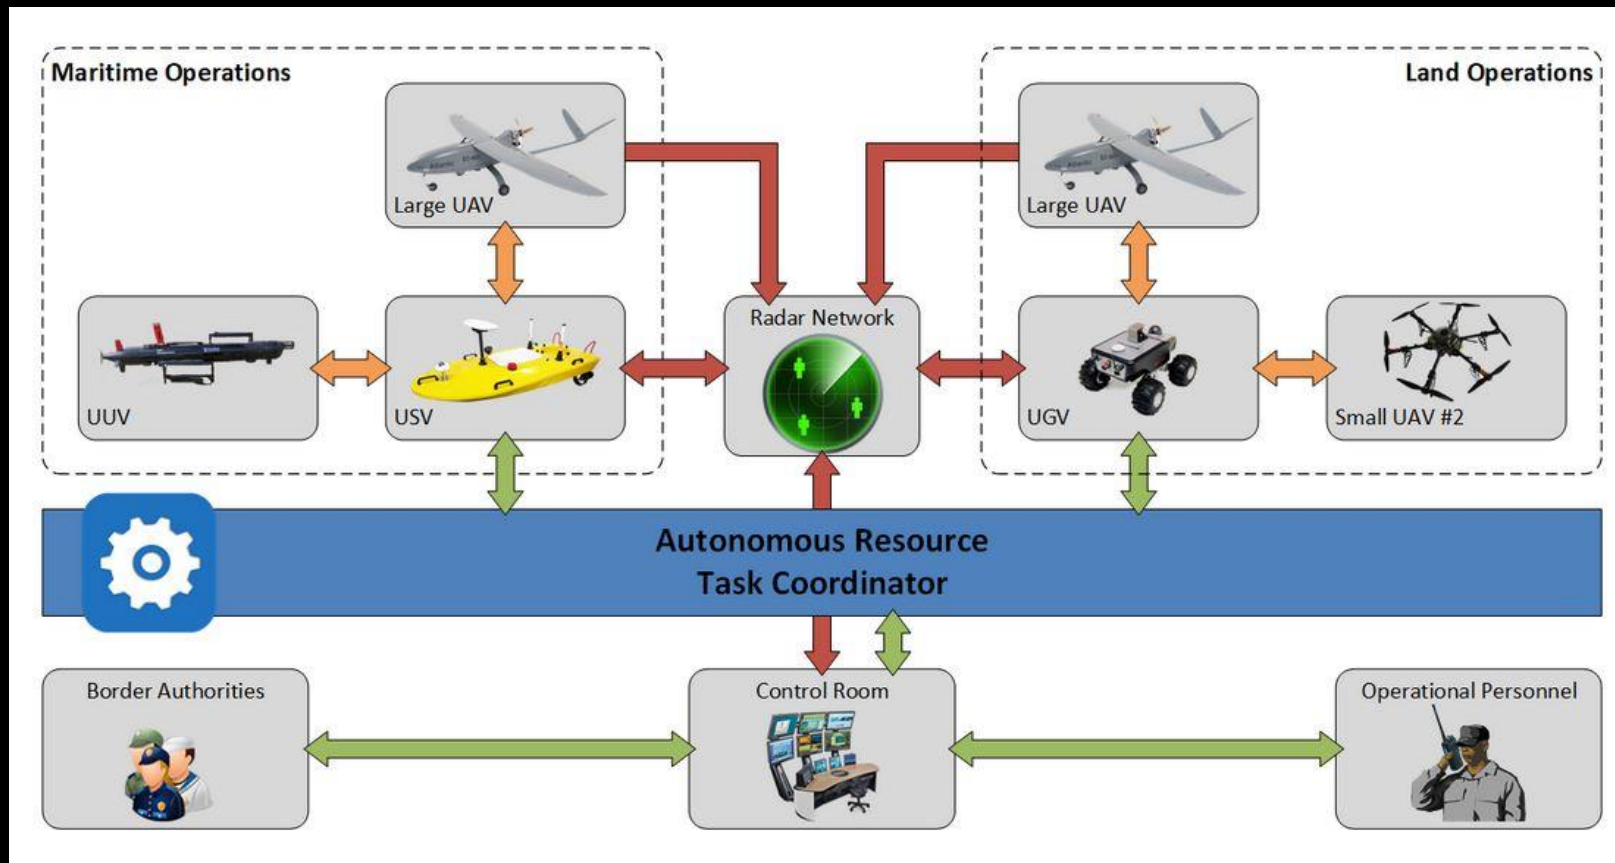 Maritime Operations
Land Operations
Large UAV
Large UAV
Radar Network
UUV
USV
UGV
Small UAV #2
Autonomous Resource
Task Coordinator
Border Authorities
Control Room
Operational Personnel